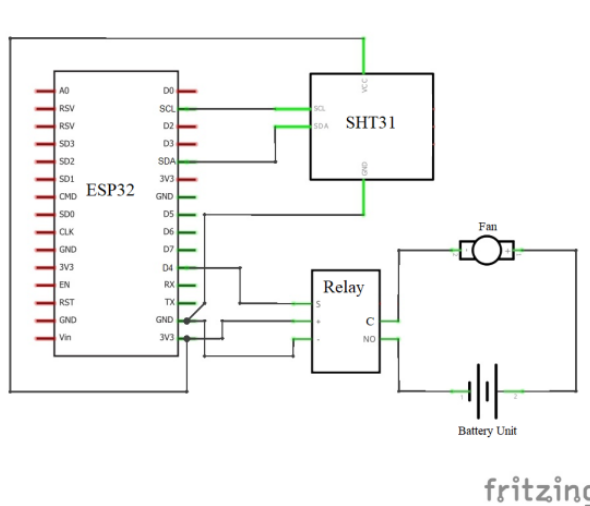 A0
RSV
RSV
SD3
SD2
SD1
CMD
SD0
CLK
GND
3V3
EN
RST
GND
Vin
ESP32
D0
SCL
D2
D3
SDA
3V3
GND
D5
D6
D7
D4
RX
TX
GND
3V3
VCC
SCL
SDA
SHT31
GND
Relay
S
+
-
C
NO
Fan
-
+
1
2
Battery Unit
fritzing